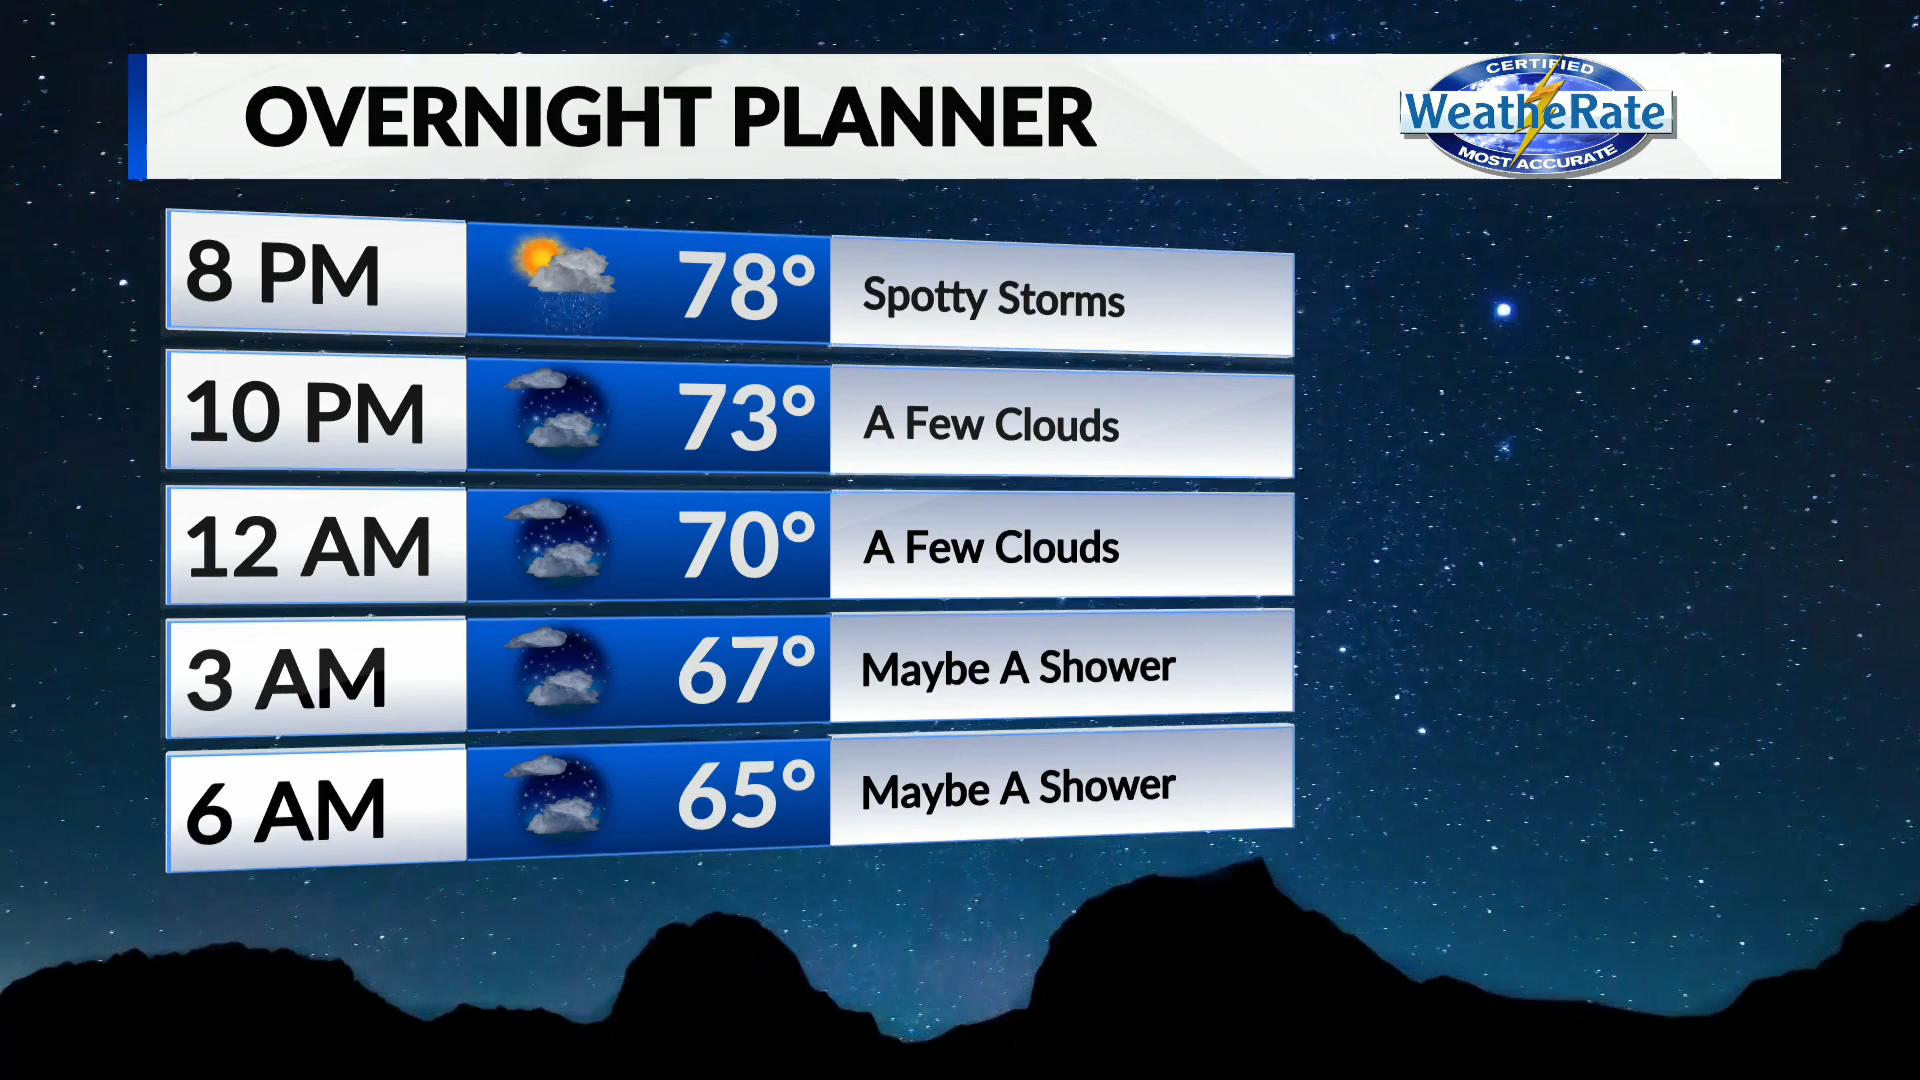 OVERNIGHT PLANNER
CERTIFIED
WeatheRate
MOST ACCURATE
8 PM 78° Spotty Storms
10 PM 73° A Few Clouds
12 AM 70° A Few Clouds
3 AM 67° Maybe A Shower
6 AM 65° Maybe A Shower